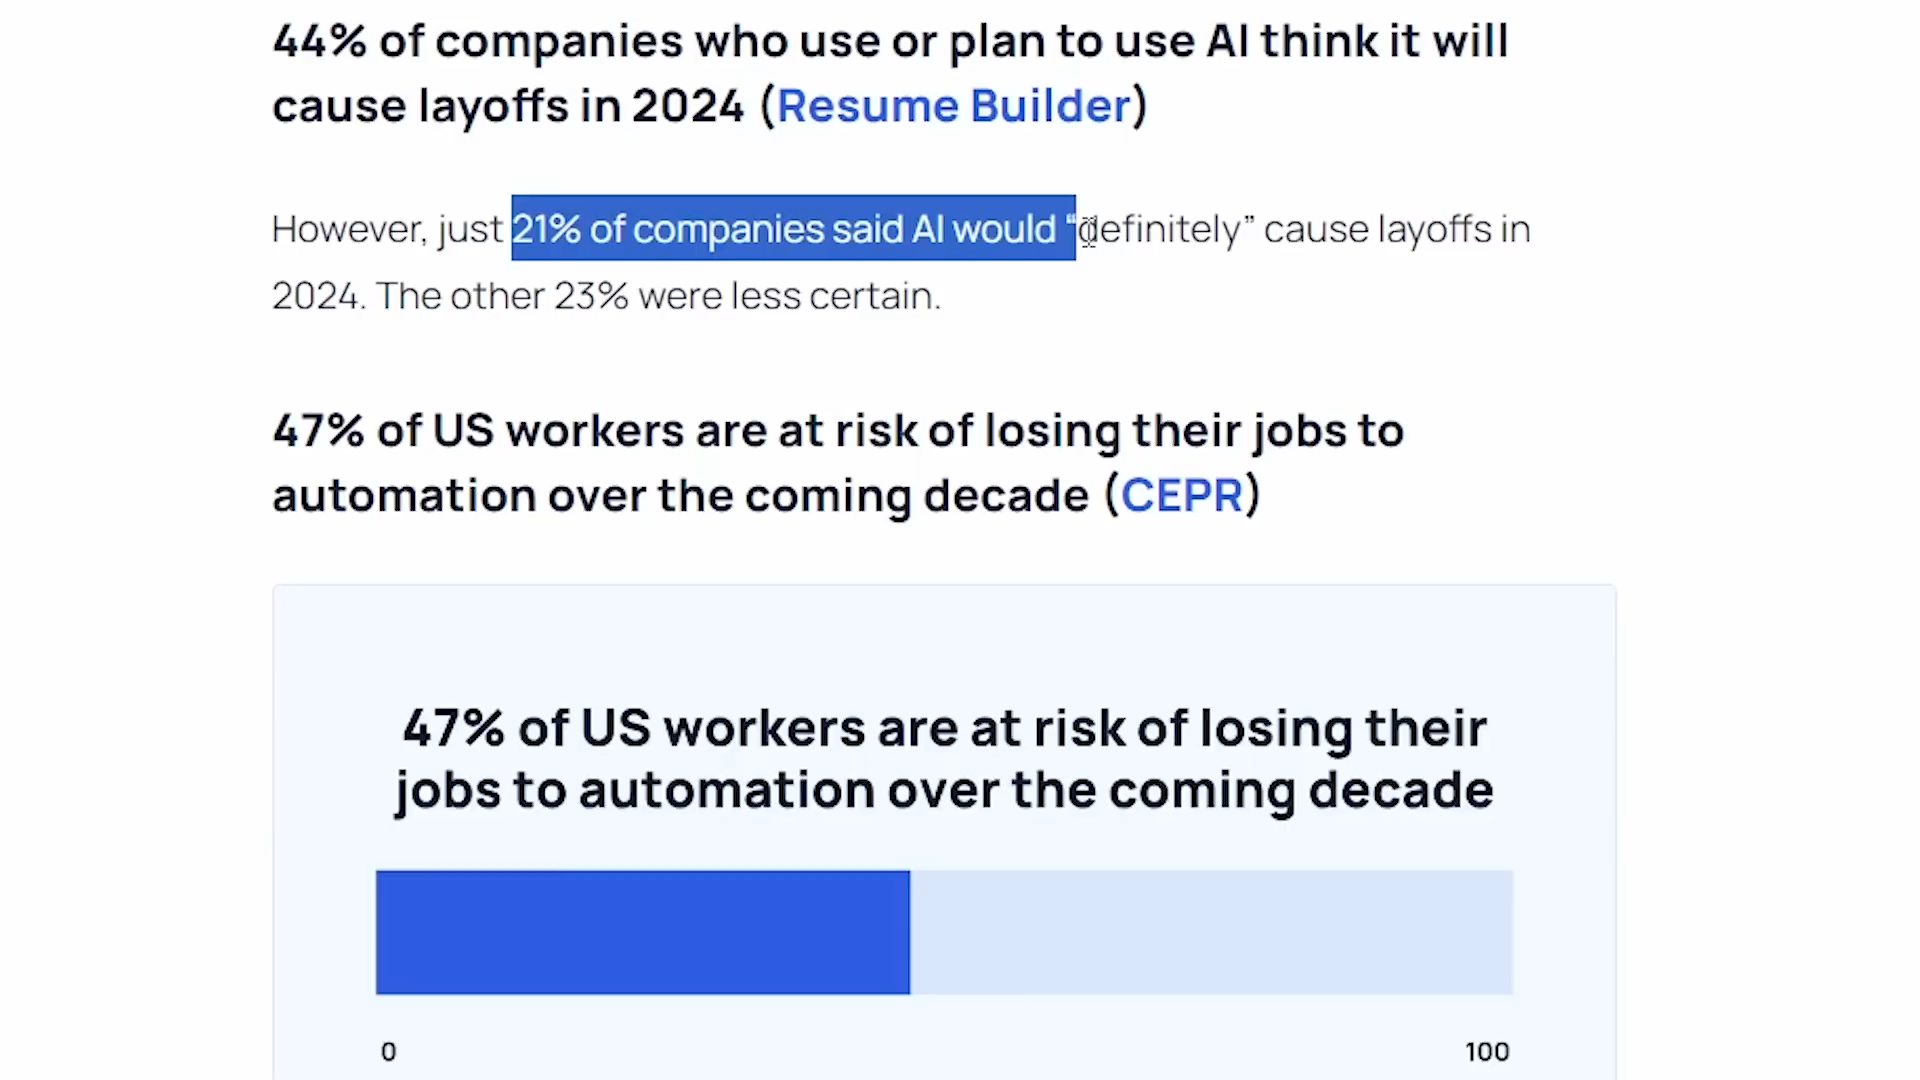 44% of companies who use or plan to use AI think it will
cause layoffs in 2024 (Resume Builder)
However, just 21% of companies said AI would “definitely” cause layoffs in
2024. The other 23% were less certain.
47% of US workers are at risk of losing their jobs to
automation over the coming decade (CEPR)
47% of US workers are at risk of losing their
jobs to automation over the coming decade
0 100